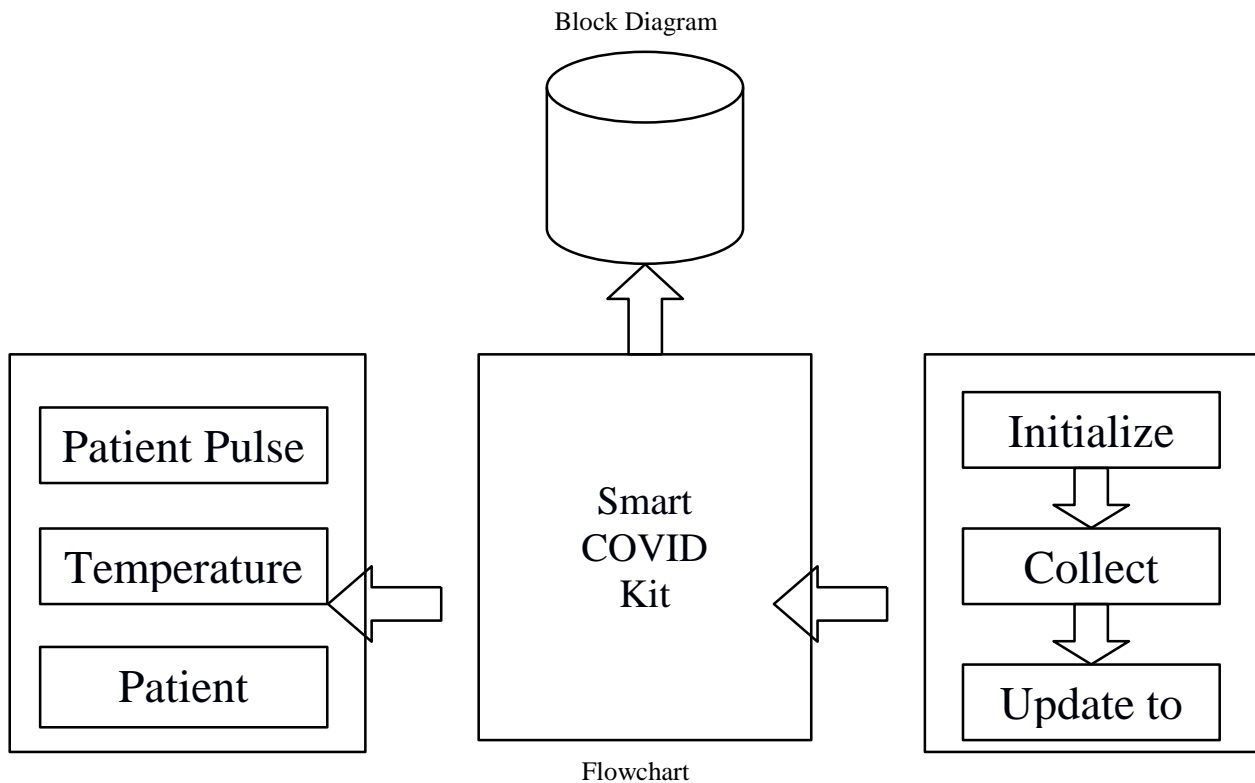 Block Diagram
Patient Pulse
Temperature
Patient
Smart
COVID
Kit
Initialize
Collect
Update to
Flowchart